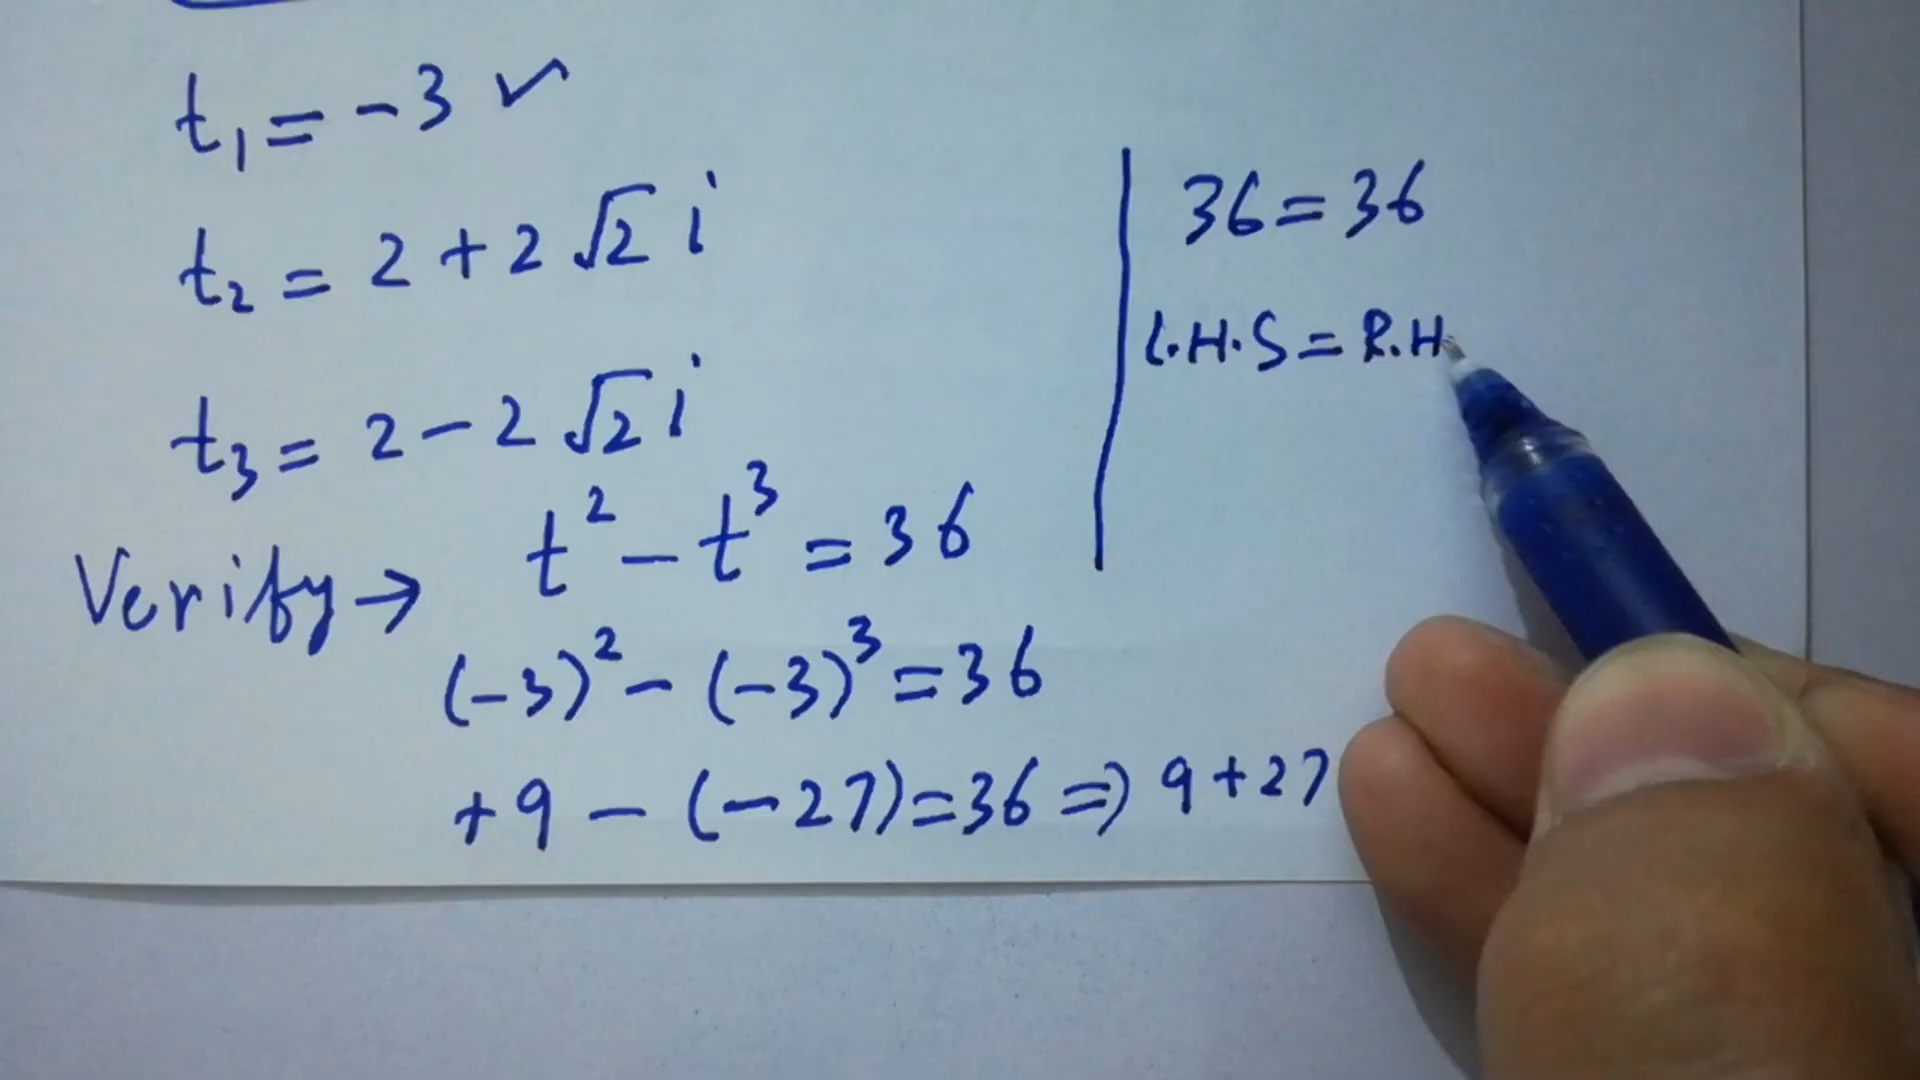 t₁ = -3 ✓
t₂ = 2 + 2√2 i
t₃ = 2 - 2√2 i
Verify → t² - t³ = 36
(-3)² - (-3)³ = 36
+9 - (-27) = 36 ⇒ 9 + 27
36 = 36
L.H.S = R.H